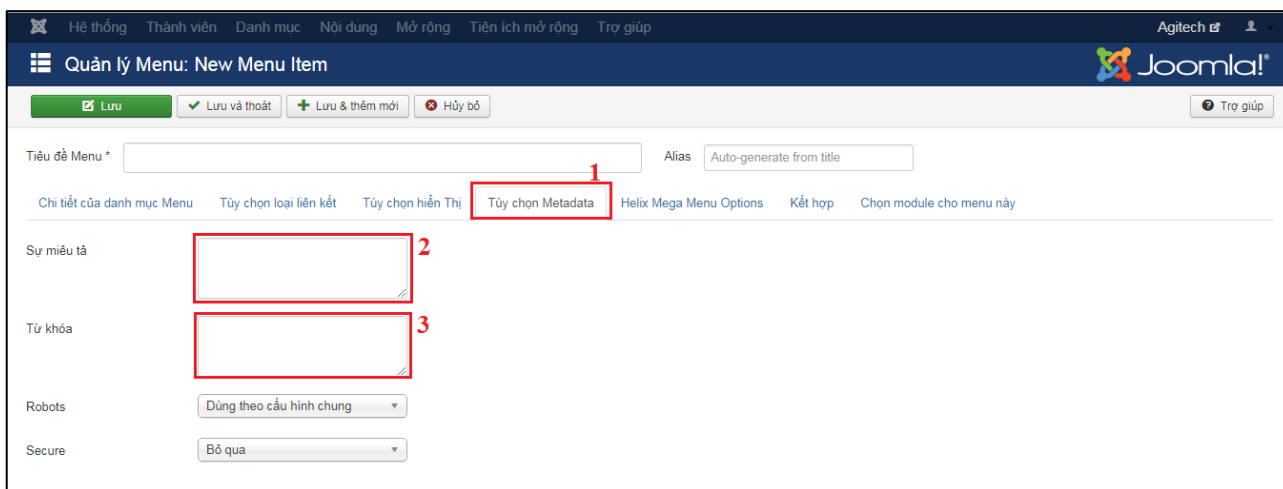 Hệ thống Thành viên Danh mục Nội dung Mở rộng Tiện ích mở rộng Trợ giúp Agitech
Quản lý Menu: New Menu Item Joomla!®
Lưu Lưu và thoát Lưu & thêm mới Hủy bỏ Trợ giúp
Tiêu đề Menu * Alias Auto-generate from title
1
Chi tiết của danh mục Menu Tùy chọn loại liên kết Tùy chọn hiển Thị Tùy chọn Metadata Helix Mega Menu Options Kết hợp Chọn module cho menu này
Sự miêu tả 2
Từ khóa 3
Robots Dùng theo cấu hình chung
Secure Bỏ qua